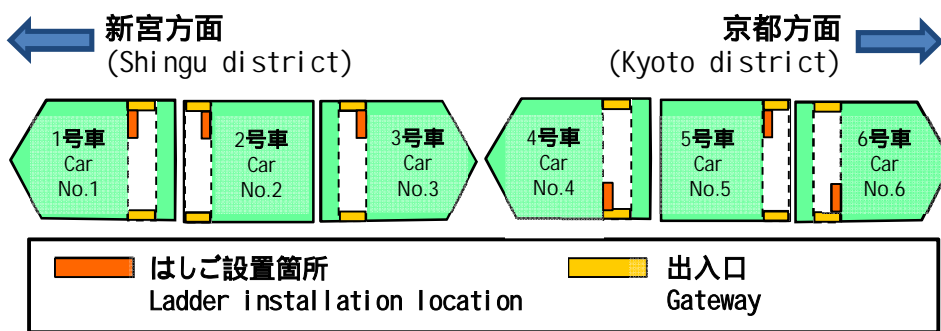 新宮方面
(Shingu district)
京都方面
(Kyoto district)
1号車
Car
No.1
2号車
Car
No.2
3号車
Car
No.3
4号車
Car
No.4
5号車
Car
No.5
6号車
Car
No.6
はしご設置箇所
Ladder installation location
出入口
Gateway